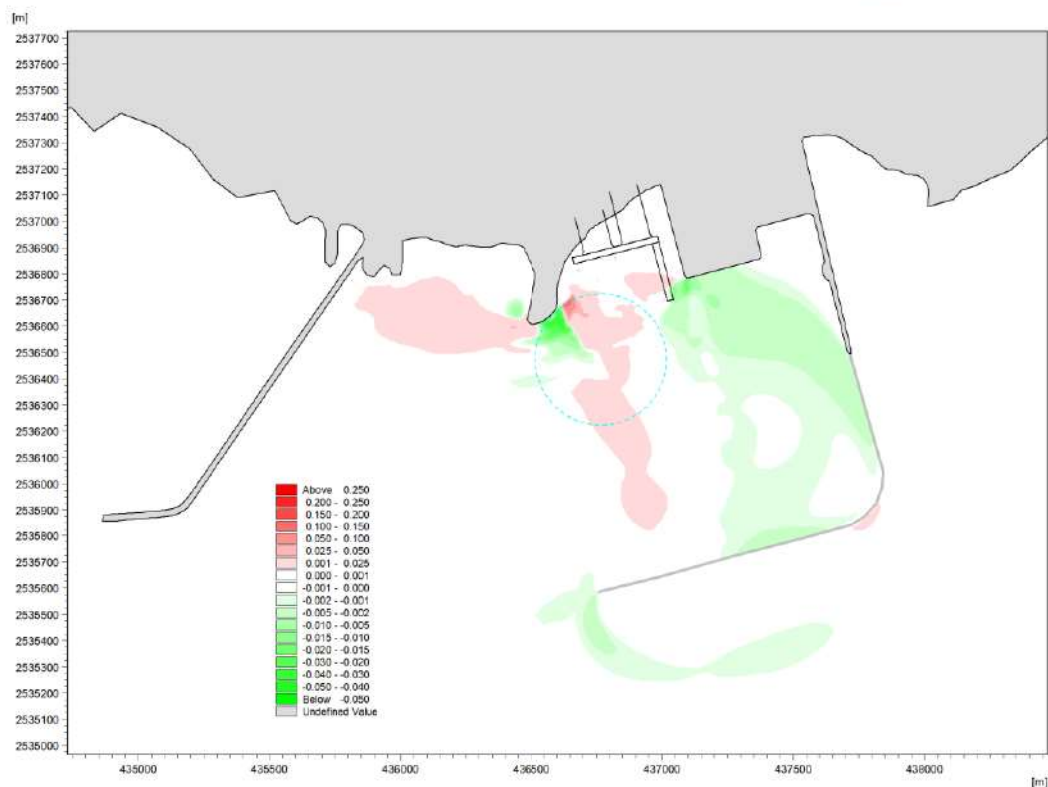 [m]
2537700
2537600
2537500
2537400
2537300
2537200
2537100
2537000
2536900
2536800
2536700
2536600
2536500
2536400
2536300
2536200
2536100
2536000
2535900
2535800
2535700
2535600
2535500
2535400
2535300
2535200
2535100
2535000
Above 0.250
0.200 - 0.250
0.150 - 0.200
0.100 - 0.150
0.050 - 0.100
0.025 - 0.050
0.001 - 0.025
0.000 - 0.001
-0.001 - 0.000
-0.002 - -0.001
-0.005 - -0.002
-0.010 - -0.005
-0.015 - -0.010
-0.020 - -0.015
-0.030 - -0.020
-0.040 - -0.030
-0.050 - -0.040
Below -0.050
Undefined Value
435000 435500 436000 436500 437000 437500 438000
[m]